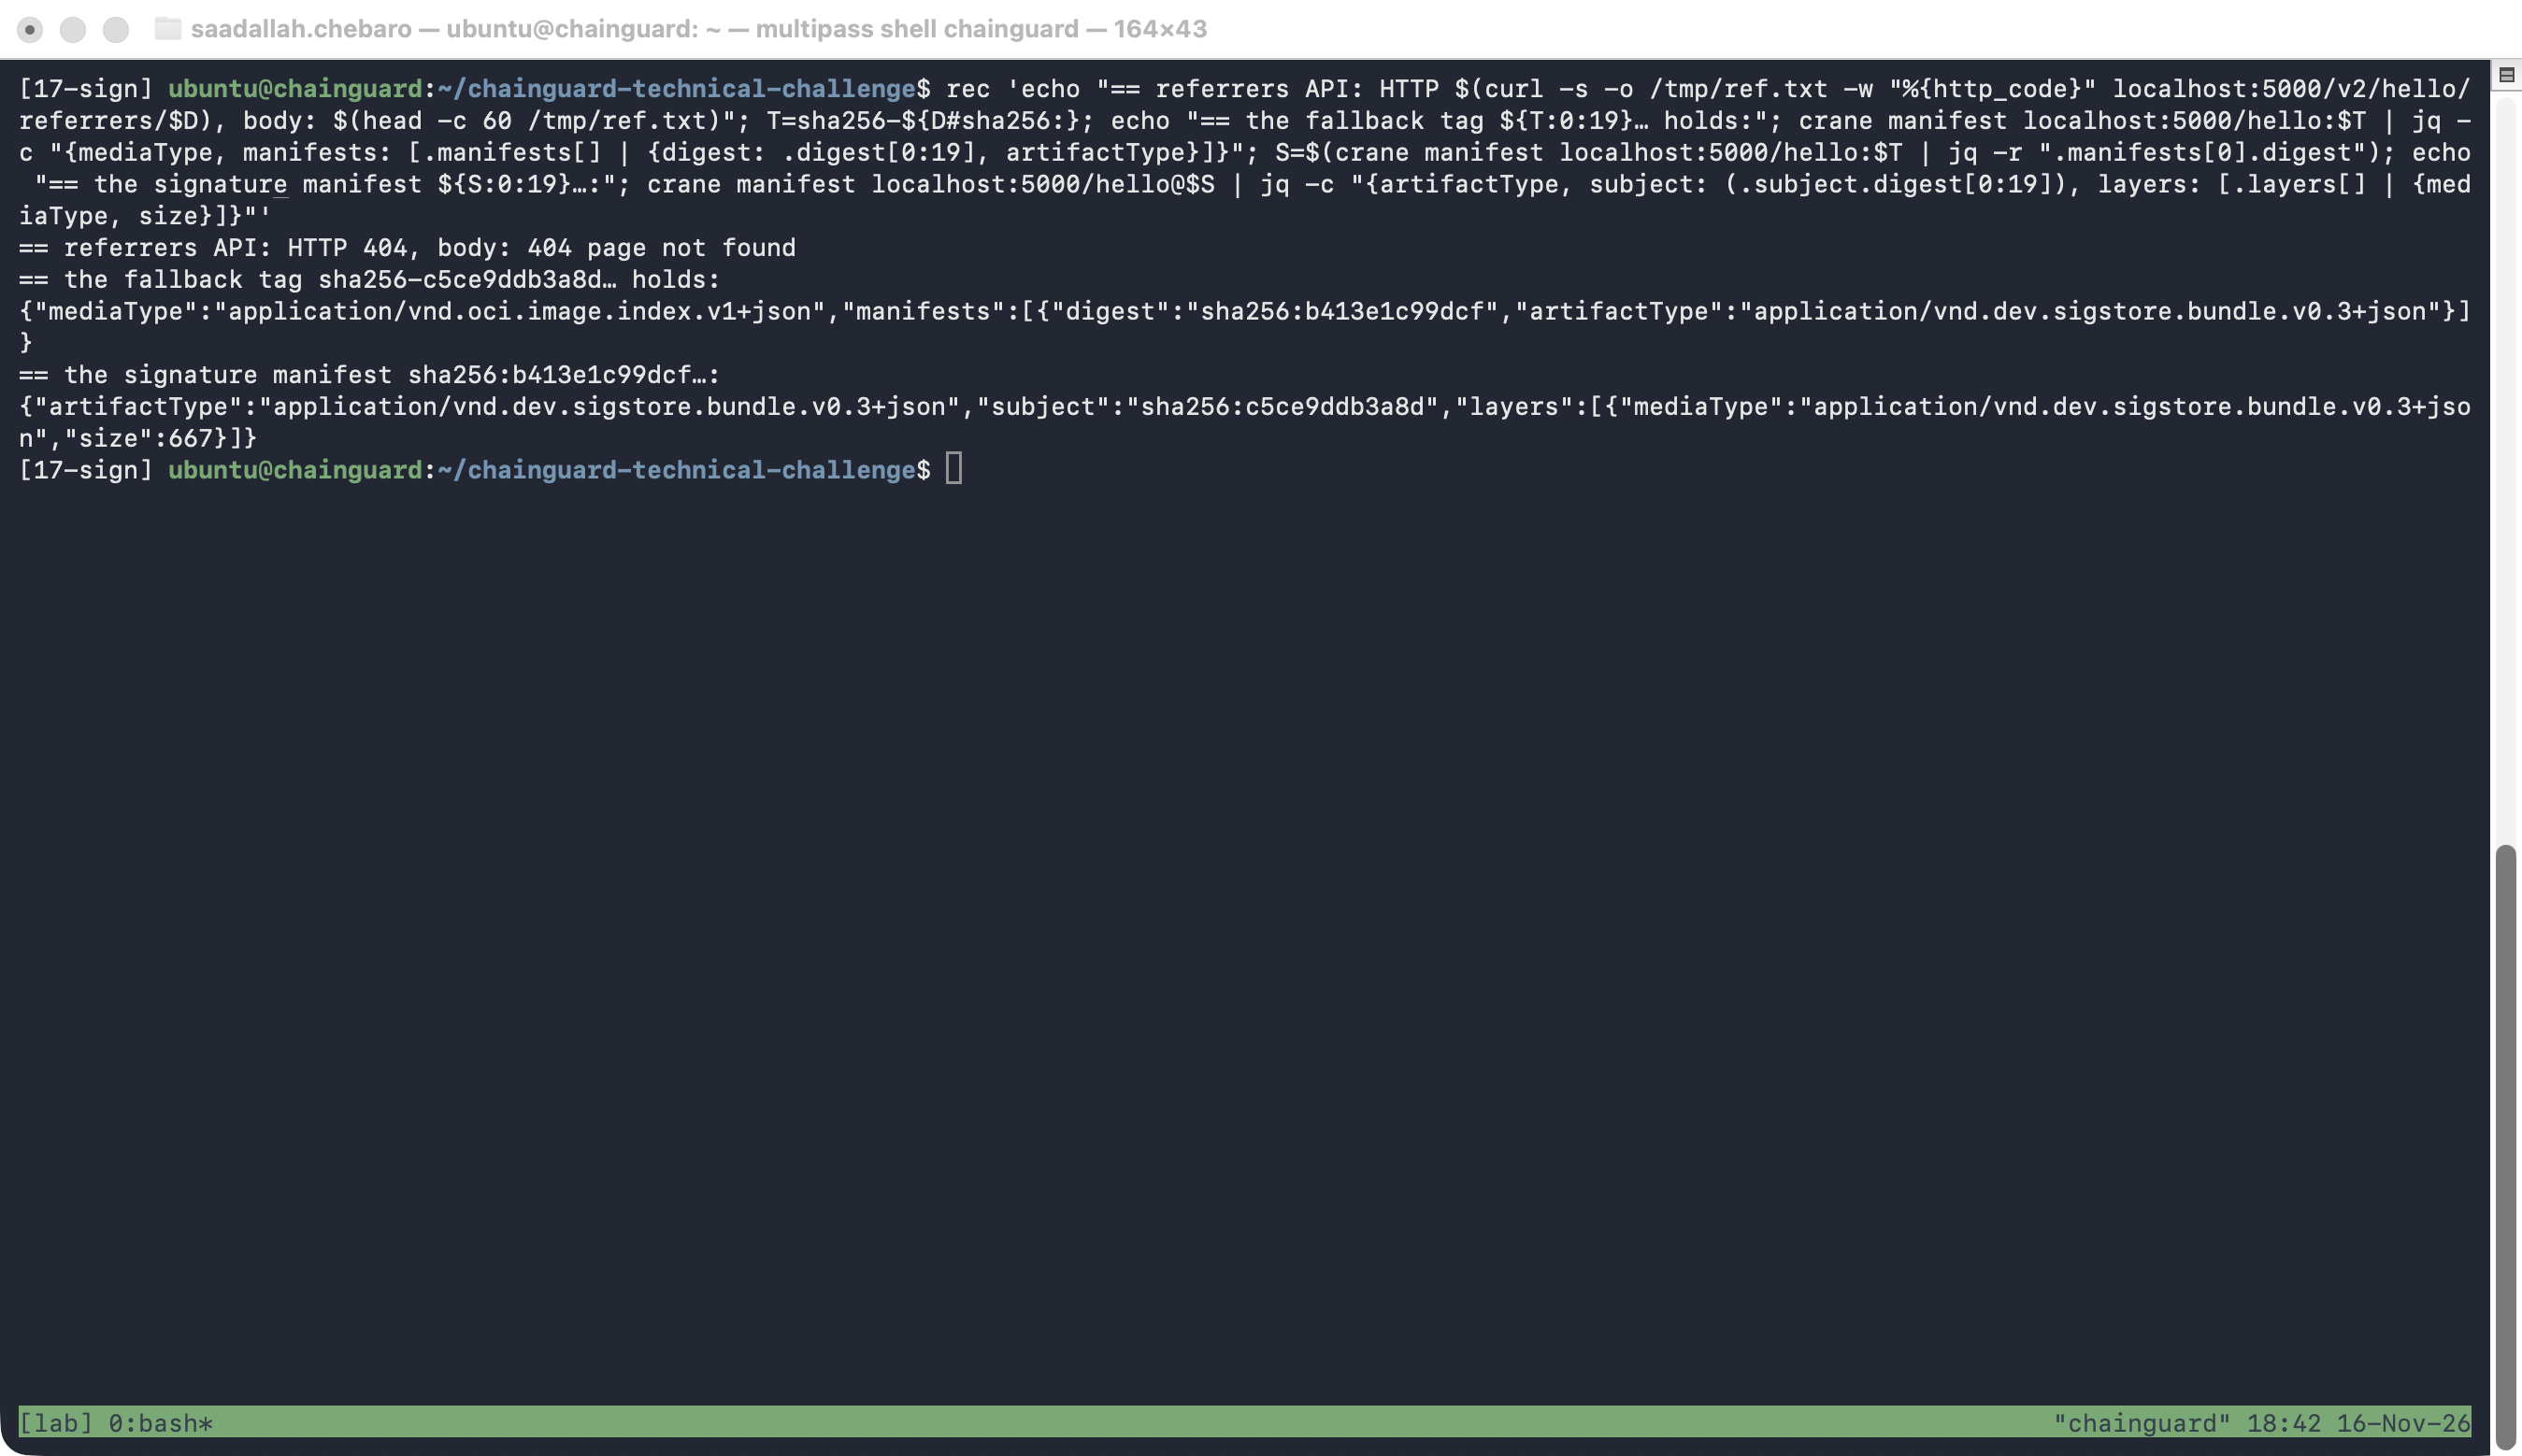 saadallah.chebaro — ubuntu@chainguard: ~ — multipass shell chainguard — 164×43
[17-sign] ubuntu@chainguard:~/chainguard-technical-challenge$ rec 'echo "== referrers API: HTTP $(curl -s -o /tmp/ref.txt -w "%{http_code}" localhost:5000/v2/hello/
referrers/$D), body: $(head -c 60 /tmp/ref.txt)"; T=sha256-${D#sha256:}; echo "== the fallback tag ${T:0:19}… holds:"; crane manifest localhost:5000/hello:$T | jq -
c "{mediaType, manifests: [.manifests[] | {digest: .digest[0:19], artifactType}]}"; S=$(crane manifest localhost:5000/hello:$T | jq -r ".manifests[0].digest"); echo
 "== the signature manifest ${S:0:19}…:"; crane manifest localhost:5000/hello@$S | jq -c "{artifactType, subject: (.subject.digest[0:19]), layers: [.layers[] | {med
iaType, size}]}"'
== referrers API: HTTP 404, body: 404 page not found
== the fallback tag sha256-c5ce9ddb3a8d… holds:
{"mediaType":"application/vnd.oci.image.index.v1+json","manifests":[{"digest":"sha256:b413e1c99dcf","artifactType":"application/vnd.dev.sigstore.bundle.v0.3+json"}]
}
== the signature manifest sha256:b413e1c99dcf…:
{"artifactType":"application/vnd.dev.sigstore.bundle.v0.3+json","subject":"sha256:c5ce9ddb3a8d","layers":[{"mediaType":"application/vnd.dev.sigstore.bundle.v0.3+jso
n","size":667}]}
[17-sign] ubuntu@chainguard:~/chainguard-technical-challenge$
[lab] 0:bash* "chainguard" 18:42 16-Nov-26